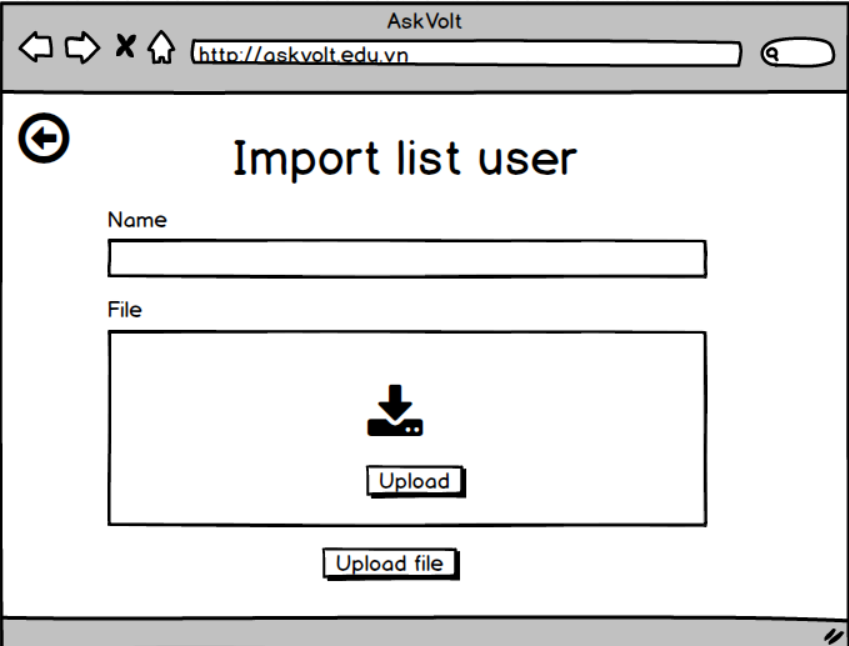 AskVolt
http://askvolt.edu.vn
Import list user
Name
File
Upload
Upload file